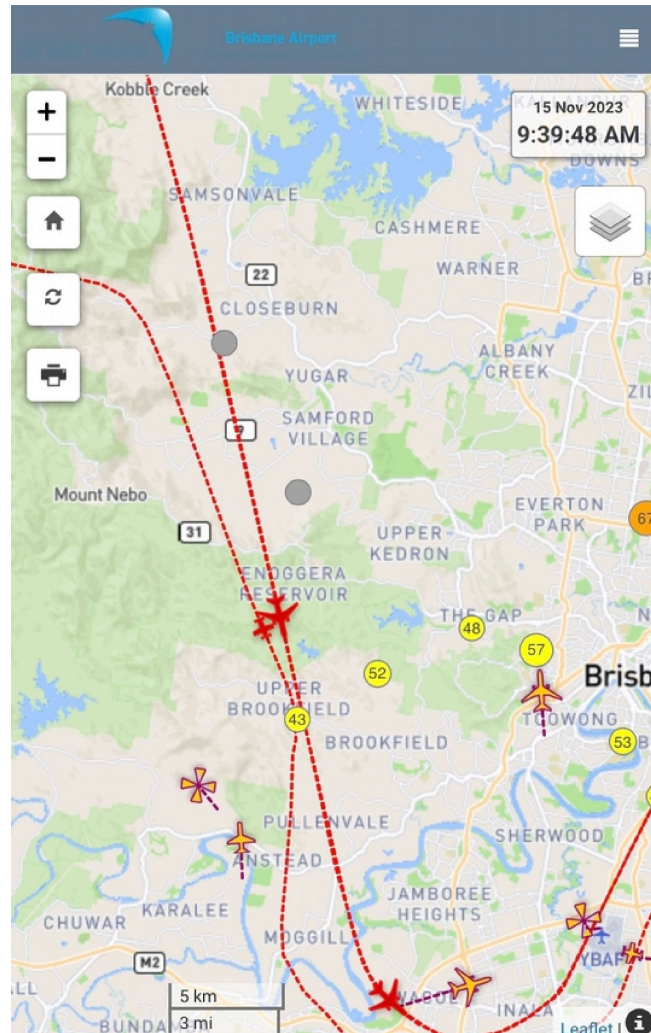 Brisbane Airport
+
−
15 Nov 2023
9:39:48 AM
Kobble Creek
WHITESIDE
DOWNS
SAMSONVALE
CASHMERE
WARNER
22
CLOSEBURN
ALBANY
CREEK
YUGAR
SAMFORD
VILLAGE
Mount Nebo
31
EVERTON
PARK
67
UPPER
KEDRON
ENOGGERA
RESERVOIR
THE GAP
48
57
52
Brisb
UPPER
BROOKFIELD
43
TOOWONG
BROOKFIELD
53
PULLENVALE
SHERWOOD
ANSTEAD
JAMBOREE
HEIGHTS
KARALEE
CHUWAR
MOGGILL
YBAF
M2
5 km
3 mi
INALA
BUNDAM
Leaflet |